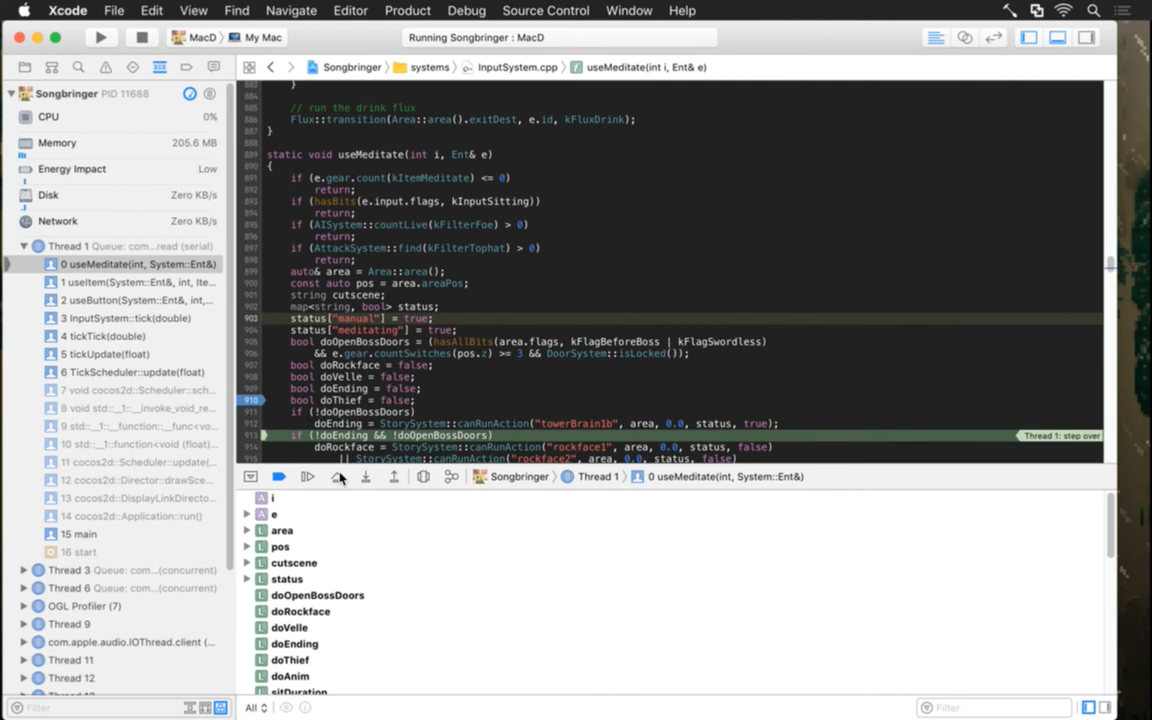 Xcode File Edit View Find Navigate Editor Product Debug Source Control Window Help
MacD My Mac Running Songbringer : MacD
Songbringer systems InputSystem.cpp useMeditate(int i, Ent& e)
Songbringer PID 11688
CPU 0%
Memory 205.6 MB
Energy Impact Low
Disk Zero KB/s
Network Zero KB/s
Thread 1 Queue: com...read (serial)
0 useMeditate(int, System::Ent&)
1 useItem(System::Ent&, int, Ite...
2 useButton(System::Ent&, int,...
3 InputSystem::tick(double)
4 tickTick(double)
5 tickUpdate(float)
6 TickScheduler::update(float)
7 void cocos2d::Scheduler::sch...
8 void std::__1::__invoke_void_re...
9 std::__1::__function::__func<vo...
10 std::__1::function<void (float)...
11 cocos2d::Scheduler::update(...
12 cocos2d::Director::drawSce...
13 cocos2d::DisplayLinkDirecto...
14 cocos2d::Application::run()
15 main
16 start
Thread 3 Queue: com...(concurrent)
Thread 6 Queue: com...(concurrent)
OGL Profiler (7)
Thread 9
com.apple.audio.IOThread.client (...
Thread 11
Thread 12
Filter
883 }
884
885 // run the drink flux
886 Flux::transition(Area::area().exitDest, e.id, kFluxDrink);
887 }
888
889 static void useMeditate(int i, Ent& e)
890 {
891 if (e.gear.count(kItemMeditate) <= 0)
892 return;
893 if (hasBits(e.input.flags, kInputSitting))
894 return;
895 if (AISystem::countLive(kFilterFoe) > 0)
896 return;
897 if (AttackSystem::find(kFilterTophat) > 0)
898 return;
899 auto& area = Area::area();
900 const auto pos = area.areaPos;
901 string cutscene;
902 map<string, bool> status;
903 status["manual"] = true;
904 status["meditating"] = true;
905 bool doOpenBossDoors = (hasAllBits(area.flags, kFlagBeforeBoss | kFlagSwordless)
906 && e.gear.countSwitches(pos.z) >= 3 && DoorSystem::isLocked());
907 bool doRockface = false;
908 bool doVelle = false;
909 bool doEnding = false;
910 bool doThief = false;
911 if (!doOpenBossDoors)
912 doEnding = StorySystem::canRunAction("towerBrain1b", area, 0.0, status, true);
913 if (!doEnding && !doOpenBossDoors) Thread 1: step over
914 doRockface = StorySystem::canRunAction("rockface1", area, 0.0, status, false)
915 || StorySystem::canRunAction("rockface2", area, 0.0, status, false)
Songbringer Thread 1 0 useMeditate(int, System::Ent&)
A i
A e
L area
L pos
L cutscene
L status
L doOpenBossDoors
L doRockface
L doVelle
L doEnding
L doThief
L doAnim
L sitDuration
All Filter